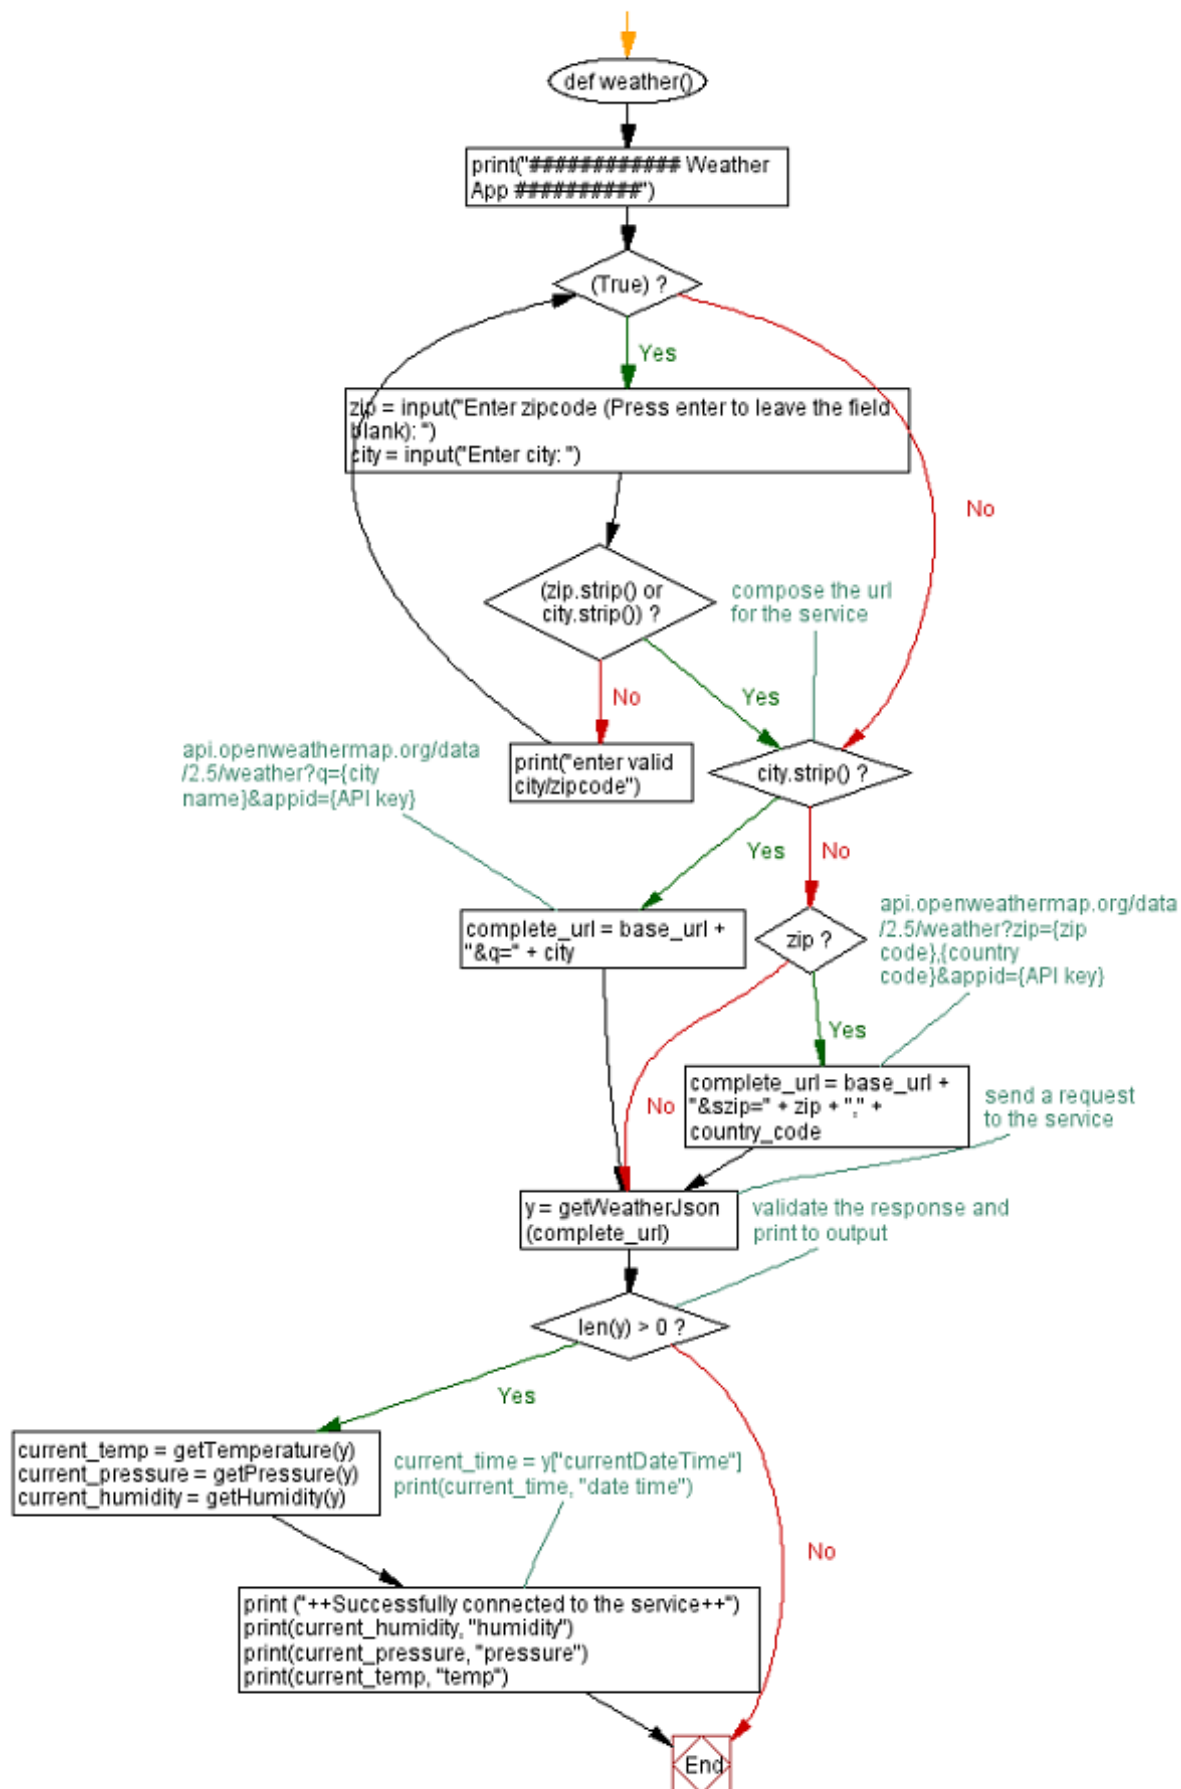 def weather()
print("############ Weather
App ##########")
(True) ?
Yes
No
zip = input("Enter zipcode (Press enter to leave the field
blank): ")
city = input("Enter city: ")
(zip.strip() or
city.strip()) ?
compose the url
for the service
No
Yes
api.openweathermap.org/data
/2.5/weather?q={city
name}&appid={API key}
print("enter valid
city/zipcode")
city.strip() ?
Yes
No
complete_url = base_url +
"&q=" + city
zip ?
api.openweathermap.org/data
/2.5/weather?zip={zip
code},{country
code}&appid={API key}
Yes
No
complete_url = base_url +
"&szip=" + zip + "," +
country_code
send a request
to the service
y = getWeatherJson
(complete_url)
validate the response and
print to output
len(y) > 0 ?
Yes
No
current_temp = getTemperature(y)
current_pressure = getPressure(y)
current_humidity = getHumidity(y)
current_time = y["currentDateTime"]
print(current_time, "date time")
print ("++Successfully connected to the service++")
print(current_humidity, "humidity")
print(current_pressure, "pressure")
print(current_temp, "temp")
End